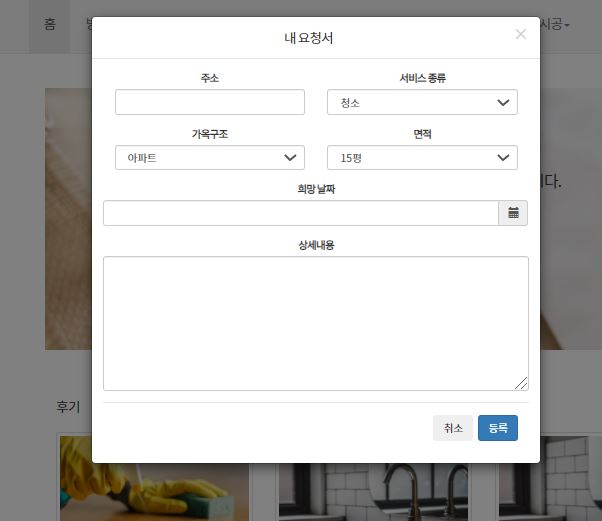 홈
시공
내 요청서
×
주소 서비스 종류
청소
가옥구조 면적
아파트 15평
희망 날짜
상세내용
다.
후기
취소 등록